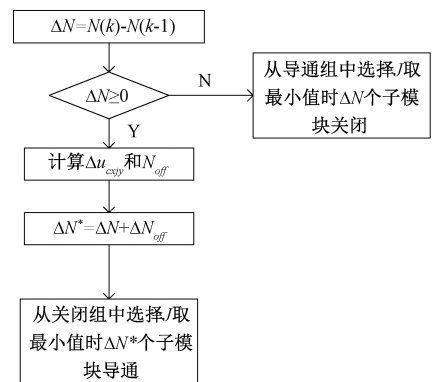 ΔN=N(k)-N(k-1)
ΔN≥0
N
从导通组中选择J取
最小值时ΔN个子模
块关闭
Y
计算Δu_cxjy和N_off
ΔN*=ΔN+ΔN_off
从关闭组中选择J取
最小值时ΔN*个子模
块导通